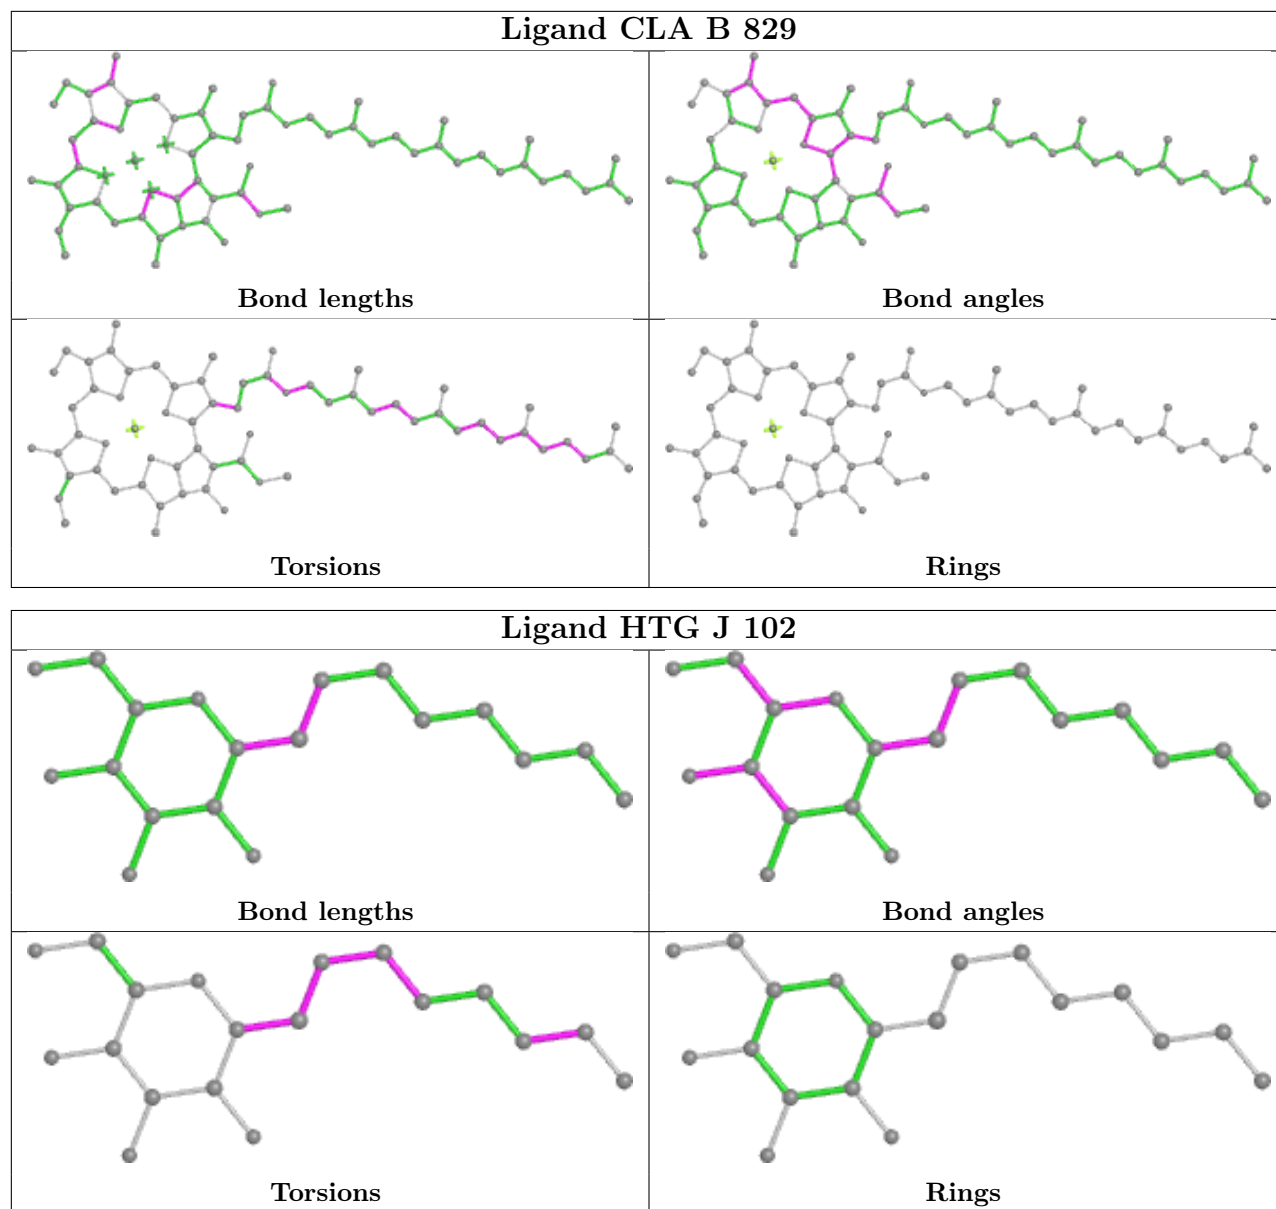 Ligand CLA B 829
Bond lengths
Bond angles
Torsions
Rings
Ligand HTG J 102
Bond lengths
Bond angles
Torsions
Rings